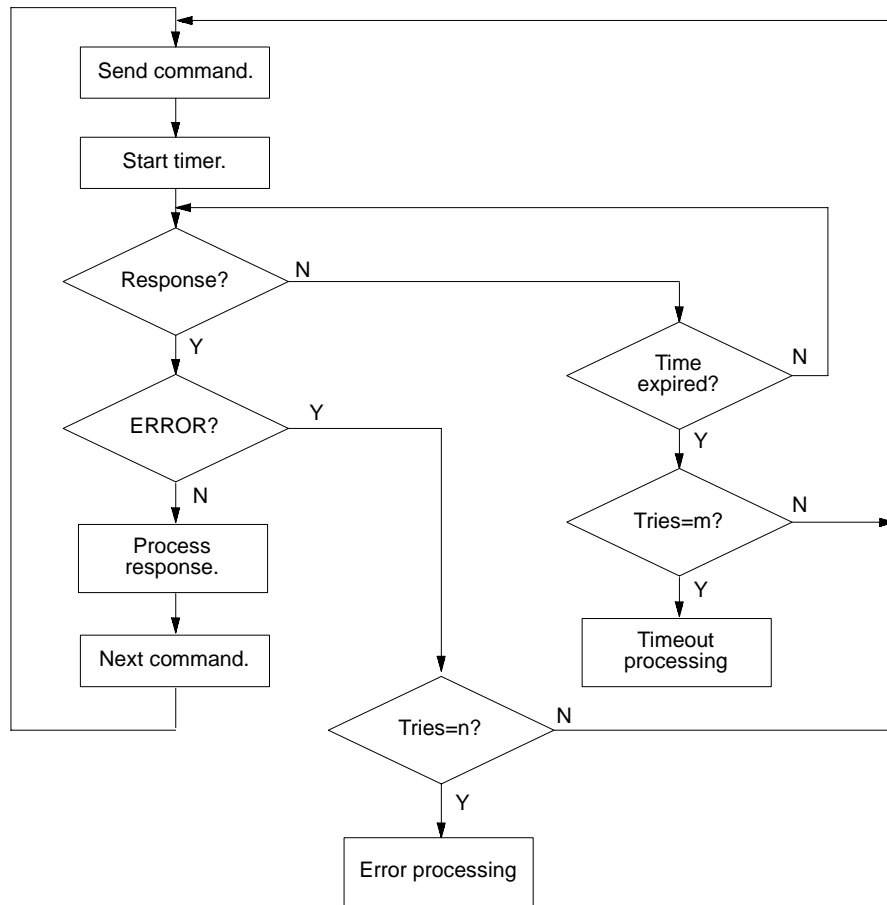 Send command.
Start timer.
Response?
N
Y
Time
expired?
N
Y
ERROR?
Y
N
Tries=m?
N
Y
Process
response.
Timeout
processing
Next command.
Tries=n?
N
Y
Error processing